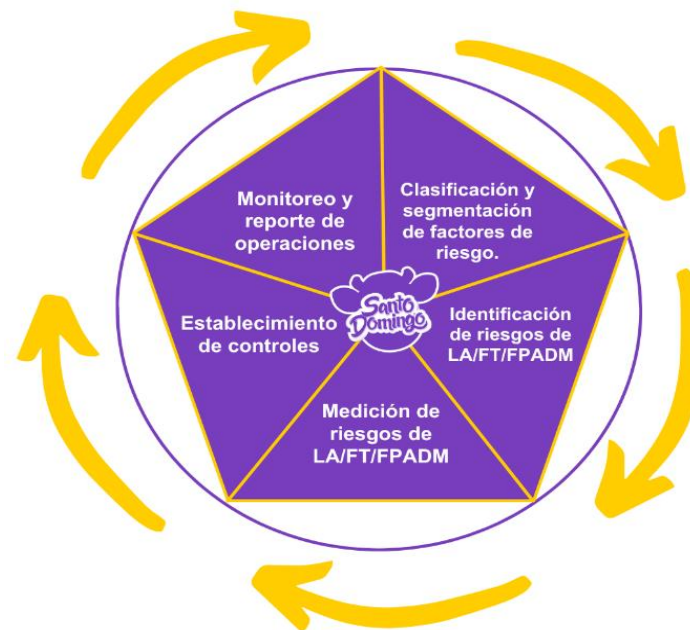 Clasificación y
segmentación
de factores de
riesgo.
Identificación
de riesgos de
LA/FT/FPADM
Medición de
riesgos de
LA/FT/FPADM
Establecimiento
de controles
Monitoreo y
reporte de
operaciones
Santo
Domingo